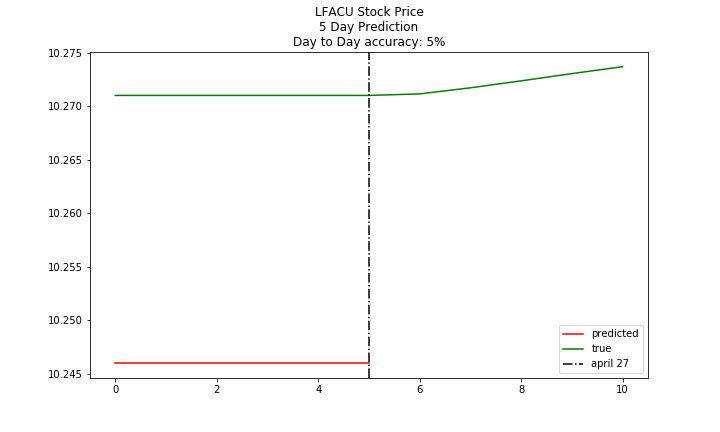 LFACU Stock Price
5 Day Prediction
Day to Day accuracy: 5%
10.275
10.270
10.265
10.260
10.255
10.250
10.245
0
2
4
6
8
10
predicted
true
april 27